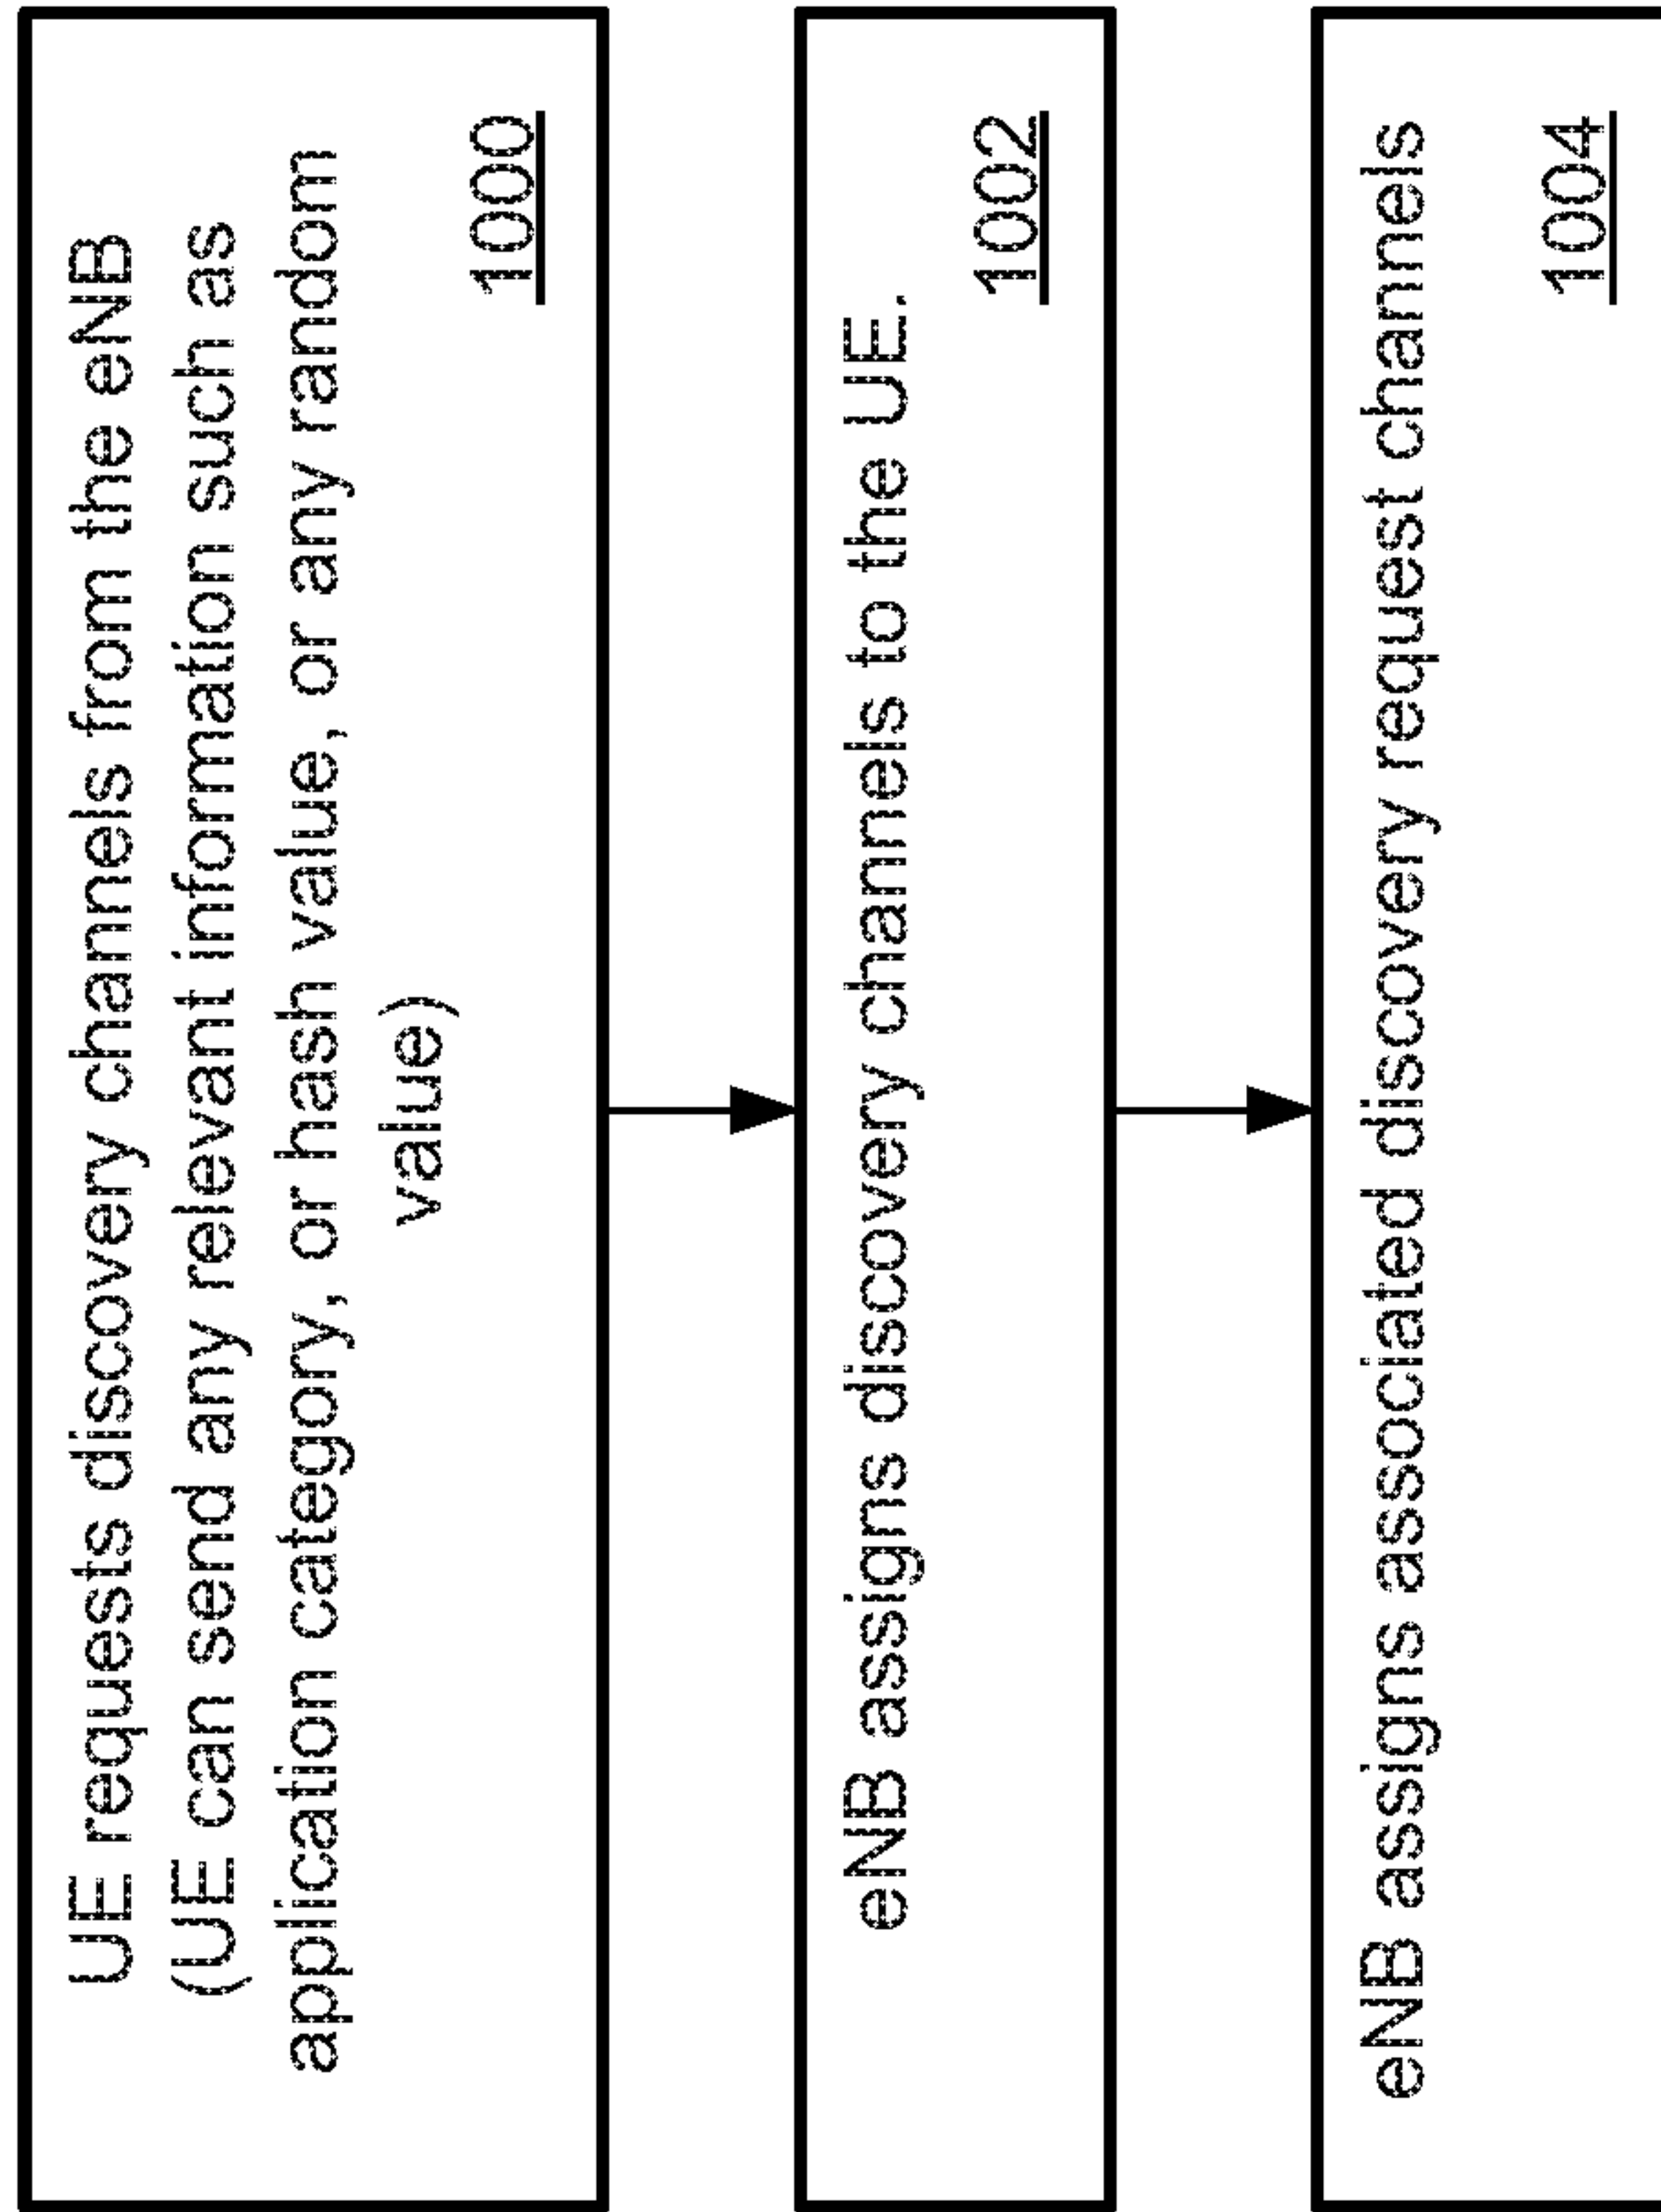 UE requests discovery channels from the eNB
(UE can send any relevant information such as
application category, or hash value, or any random
value)
1000
eNB assigns discovery channels to the UE.
1002
eNB assigns associated discovery request channels
1004